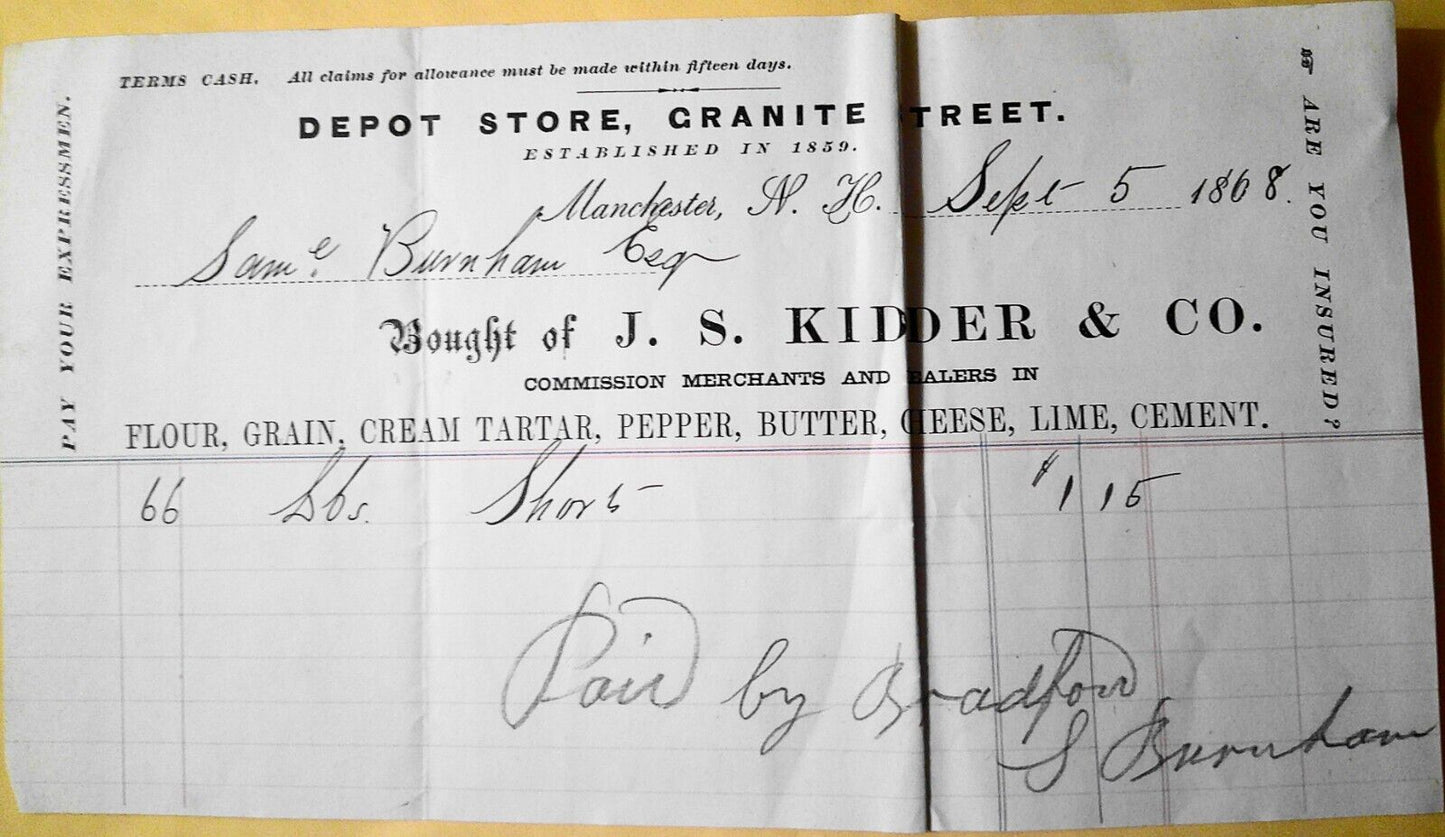 TERMS CASH. All claims for allowance must be made within fifteen days.
DEPOT STORE, GRANITE TREET.
ESTABLISHED IN 1859.
Manchester, N. H. Sept 5 1868.
Saml Burnham Esq
Bought of J. S. KIDDER & CO.
COMMISSION MERCHANTS AND EALERS IN
FLOUR, GRAIN, CREAM TARTAR, PEPPER, BUTTER, CHEESE, LIME, CEMENT.
66 Lbs. Shorts $1 15
Paid by Bradford
S Burnham
PAY YOUR EXPRESSMEN.
ARE YOU INSURED?